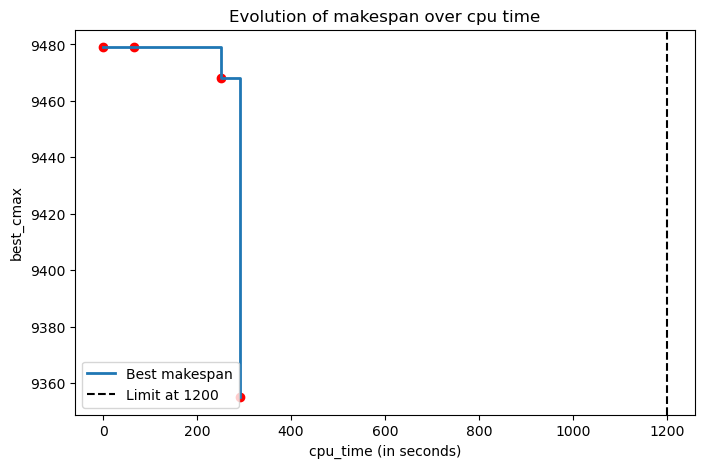 Evolution of makespan over cpu time
9480
9460
9440
9420
9400
9380
9360
best_cmax
Best makespan
Limit at 1200
0
200
400
600
800
1000
1200
cpu_time (in seconds)